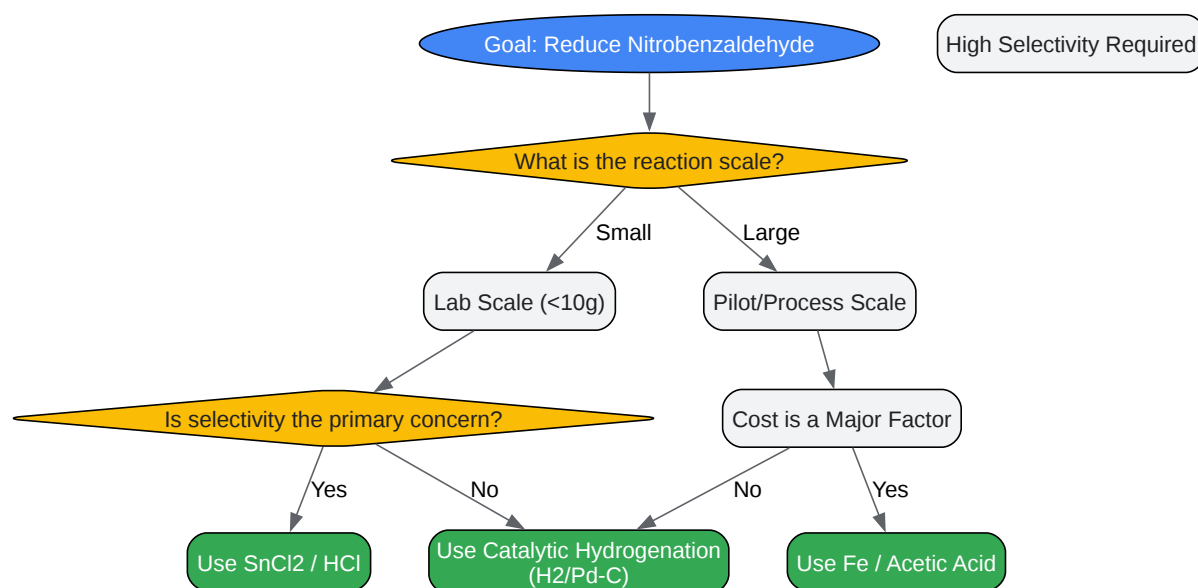 Goal: Reduce Nitrobenzaldehyde
High Selectivity Required
What is the reaction scale?
Small
Large
Lab Scale (<10g)
Pilot/Process Scale
Is selectivity the primary concern?
Cost is a Major Factor
Yes
No
No
Yes
Use SnCl2 / HCl
Use Catalytic Hydrogenation
(H2/Pd-C)
Use Fe / Acetic Acid